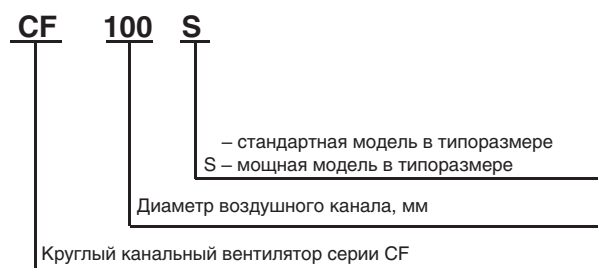 CF 100 S
– стандартная модель в типоразмере
S – мощная модель в типоразмере
Диаметр воздушного канала, мм
Круглый канальный вентилятор серии CF